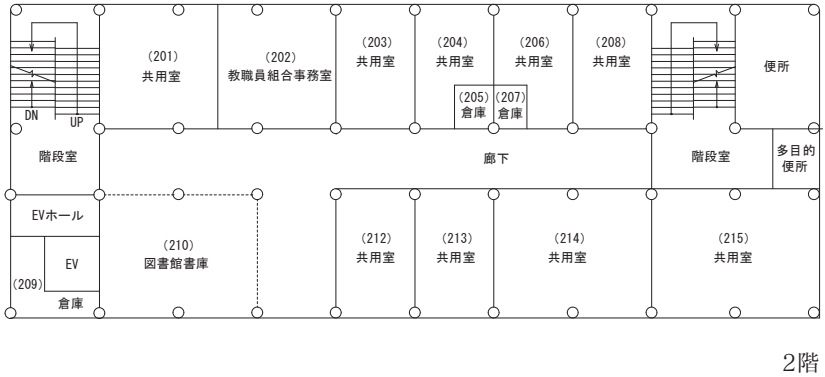 (201)
共用室
(202)
教職員組合事務室
(203)
共用室
(204)
共用室
(206)
共用室
(208)
共用室
便所
(205)
倉庫
(207)
倉庫
DN
UP
階段室
廊下
階段室
多目的
便所
EVホール
(210)
図書館書庫
(212)
共用室
(213)
共用室
(214)
共用室
(215)
共用室
EV
(209)
倉庫
2階